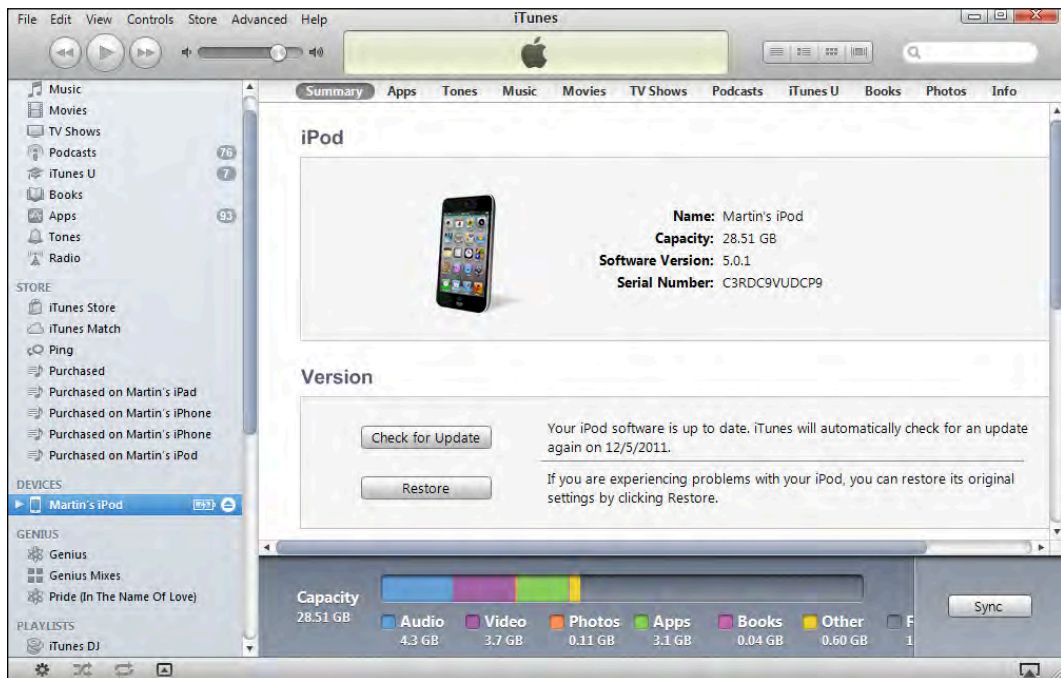 File Edit View Controls Store Advanced Help
iTunes
Music
Movies
TV Shows
Podcasts 76
iTunes U 7
Books
Apps 93
Tones
Radio
STORE
iTunes Store
iTunes Match
Ping
Purchased
Purchased on Martin's iPad
Purchased on Martin's iPhone
Purchased on Martin's iPhone
Purchased on Martin's iPod
DEVICES
Martin's iPod
GENIUS
Genius
Genius Mixes
Pride (In The Name Of Love)
PLAYLISTS
iTunes DJ
Summary Apps Tones Music Movies TV Shows Podcasts iTunes U Books Photos Info
iPod
Name: Martin's iPod
Capacity: 28.51 GB
Software Version: 5.0.1
Serial Number: C3RDC9VUDCP9
Version
Check for Update
Your iPod software is up to date. iTunes will automatically check for an update
again on 12/5/2011.
Restore
If you are experiencing problems with your iPod, you can restore its original
settings by clicking Restore.
Capacity
28.51 GB
Audio Video Photos Apps Books Other F
4.3 GB 3.7 GB 0.11 GB 3.1 GB 0.04 GB 0.60 GB 1
Sync